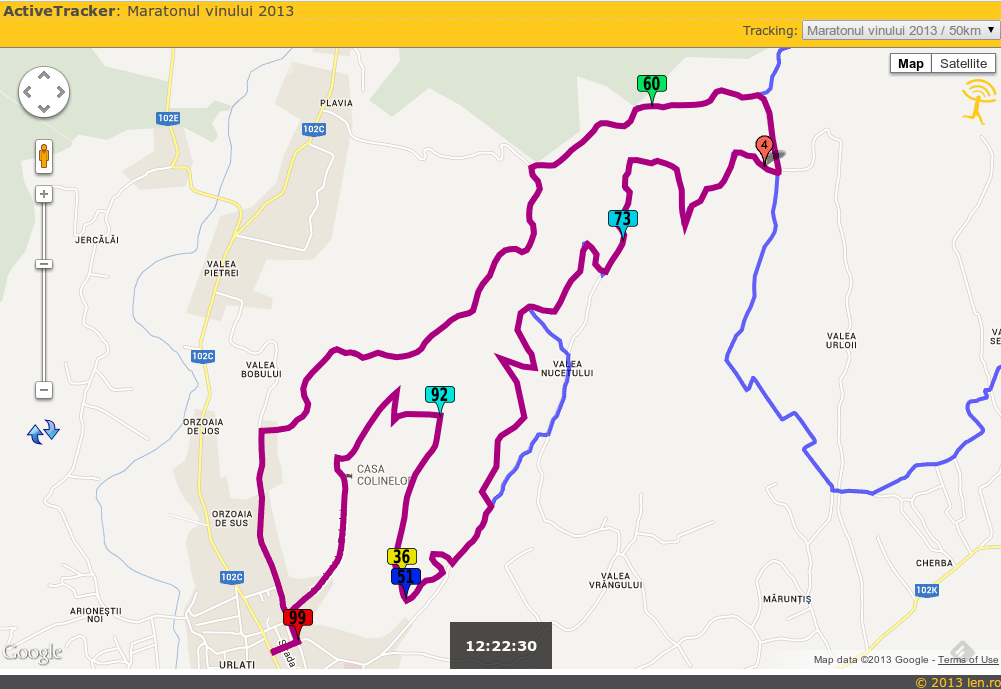 ActiveTracker: Maratonul vinului 2013
Tracking: Maratonul vinului 2013 / 50km
Map Satellite
60
PLAVIA
102E
102C
4
73
JERCĂLĂI
VALEA
PIETREI
102C
VALEA
URLOII
VALEA
BOBULUI
VALEA
NUCETULUI
92
ORZOAIA
DE JOS
CASA
COLINELOR
ORZOAIA
DE SUS
36
51
102C
VALEA
VRÂNGULUI
CHERBA
102K
MĂRUNȚIȘ
ARIONEȘTII
NOI
99
12:22:30
Google
URLATI
Map data ©2013 Google - Terms of Use
© 2013 len.ro